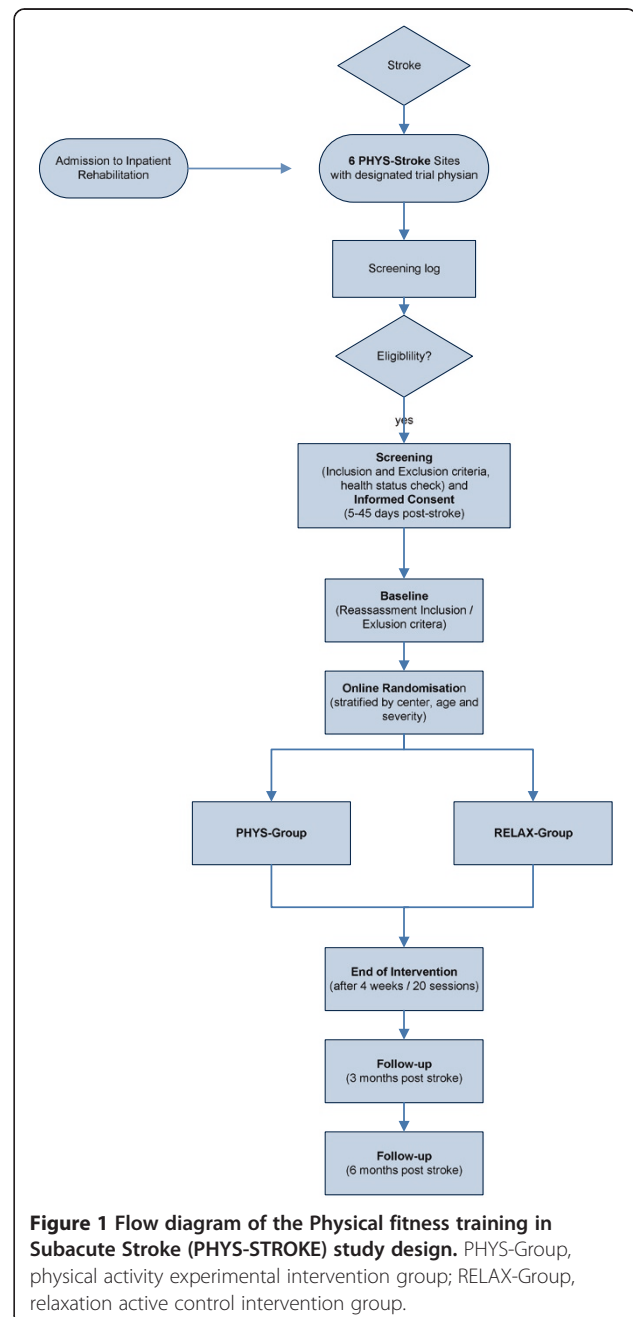 Stroke
Admission to Inpatient
Rehabilitation
6 PHYS-Stroke Sites
with designated trial physian
Screening log
Eligiblility?
yes
Screening
(Inclusion and Exclusion criteria,
health status check) and
Informed Consent
(5-45 days post-stroke)
Baseline
(Reassassment Inclusion /
Exlusion critera)
Online Randomisation
(stratified by center, age and
severity)
PHYS-Group
RELAX-Group
End of Intervention
(after 4 weeks / 20 sessions)
Follow-up
(3 months post stroke)
Follow-up
(6 months post stroke)
Figure 1 Flow diagram of the Physical fitness training in
Subacute Stroke (PHYS-STROKE) study design. PHYS-Group,
physical activity experimental intervention group; RELAX-Group,
relaxation active control intervention group.